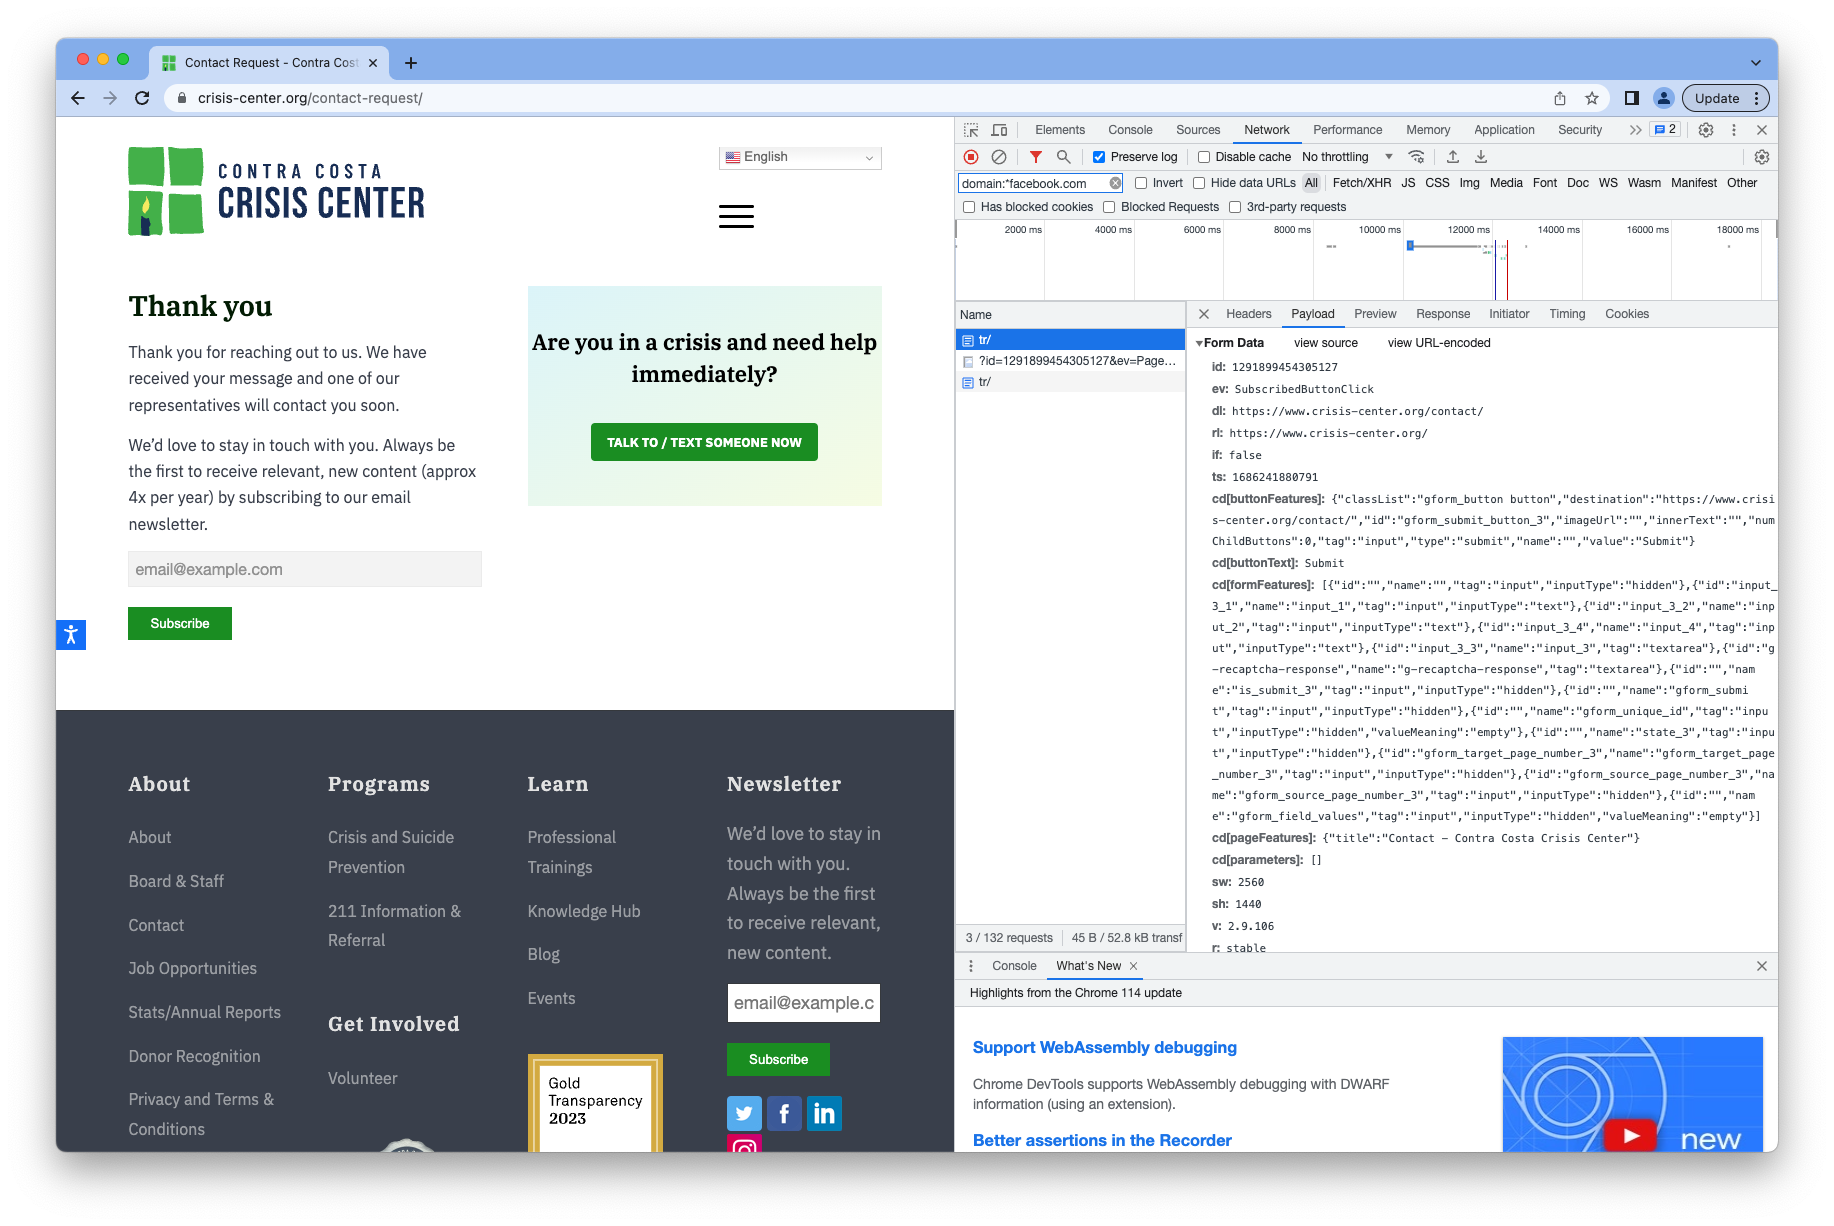 Contact Request - Contra Cost
crisis-center.org/contact-request/
Update
CONTRA COSTA
CRISIS CENTER
English
Thank you
Thank you for reaching out to us. We have
received your message and one of our
representatives will contact you soon.
We'd love to stay in touch with you. Always be
the first to receive relevant, new content (approx
4x per year) by subscribing to our email
newsletter.
email@example.com
Subscribe
Are you in a crisis and need help
immediately?
TALK TO / TEXT SOMEONE NOW
About
About
Board & Staff
Contact
Job Opportunities
Stats/Annual Reports
Donor Recognition
Privacy and Terms &
Conditions
Programs
Crisis and Suicide
Prevention
211 Information &
Referral
Get Involved
Volunteer
Learn
Professional
Trainings
Knowledge Hub
Blog
Events
Gold
Transparency
2023
Newsletter
We'd love to stay in
touch with you.
Always be the first
to receive relevant,
new content.
email@example.c
Subscribe
Elements Console Sources Network Performance Memory Application Security 2
Preserve log Disable cache No throttling
domain:*facebook.com Invert Hide data URLs All Fetch/XHR JS CSS Img Media Font Doc WS Wasm Manifest Other
Has blocked cookies Blocked Requests 3rd-party requests
2000 ms 4000 ms 6000 ms 8000 ms 10000 ms 12000 ms 14000 ms 16000 ms 18000 ms
Name
tr/
?id=1291899454305127&ev=Page...
tr/
3 / 132 requests 45 B / 52.8 kB transf
Headers Payload Preview Response Initiator Timing Cookies
Form Data view source view URL-encoded
id: 1291899454305127
ev: SubscribedButtonClick
dl: https://www.crisis-center.org/contact/
rl: https://www.crisis-center.org/
if: false
ts: 1686241880791
cd[buttonFeatures]: {"classList":"gform_button button","destination":"https://www.crisi
s-center.org/contact/","id":"gform_submit_button_3","imageUrl":"","innerText":"","num
ChildButtons":0,"tag":"input","type":"submit","name":"","value":"Submit"}
cd[buttonText]: Submit
cd[formFeatures]: [{"id":"","name":"","tag":"input","inputType":"hidden"},{"id":"input_
3_1","name":"input_1","tag":"input","inputType":"text"},{"id":"input_3_2","name":"inp
ut_2","tag":"input","inputType":"text"},{"id":"input_3_4","name":"input_4","tag":"inp
ut","inputType":"text"},{"id":"input_3_3","name":"input_3","tag":"textarea"},{"id":"g
-recaptcha-response","name":"g-recaptcha-response","tag":"textarea"},{"id":"","nam
e":"is_submit_3","tag":"input","inputType":"hidden"},{"id":"","name":"gform_submi
t","tag":"input","inputType":"hidden"},{"id":"","name":"gform_unique_id","tag":"inpu
t","inputType":"hidden","valueMeaning":"empty"},{"id":"","name":"state_3","tag":"inpu
t","inputType":"hidden"},{"id":"gform_target_page_number_3","name":"gform_target_page
_number_3","tag":"input","inputType":"hidden"},{"id":"gform_source_page_number_3","na
me":"gform_source_page_number_3","tag":"input","inputType":"hidden"},{"id":"","nam
e":"gform_field_values","tag":"input","inputType":"hidden","valueMeaning":"empty"}]
cd[pageFeatures]: {"title":"Contact – Contra Costa Crisis Center"}
cd[parameters]: []
sw: 2560
sh: 1440
v: 2.9.106
r: stable
Console What's New
Highlights from the Chrome 114 update
Support WebAssembly debugging
Chrome DevTools supports WebAssembly debugging with DWARF
information (using an extension).
Better assertions in the Recorder
new